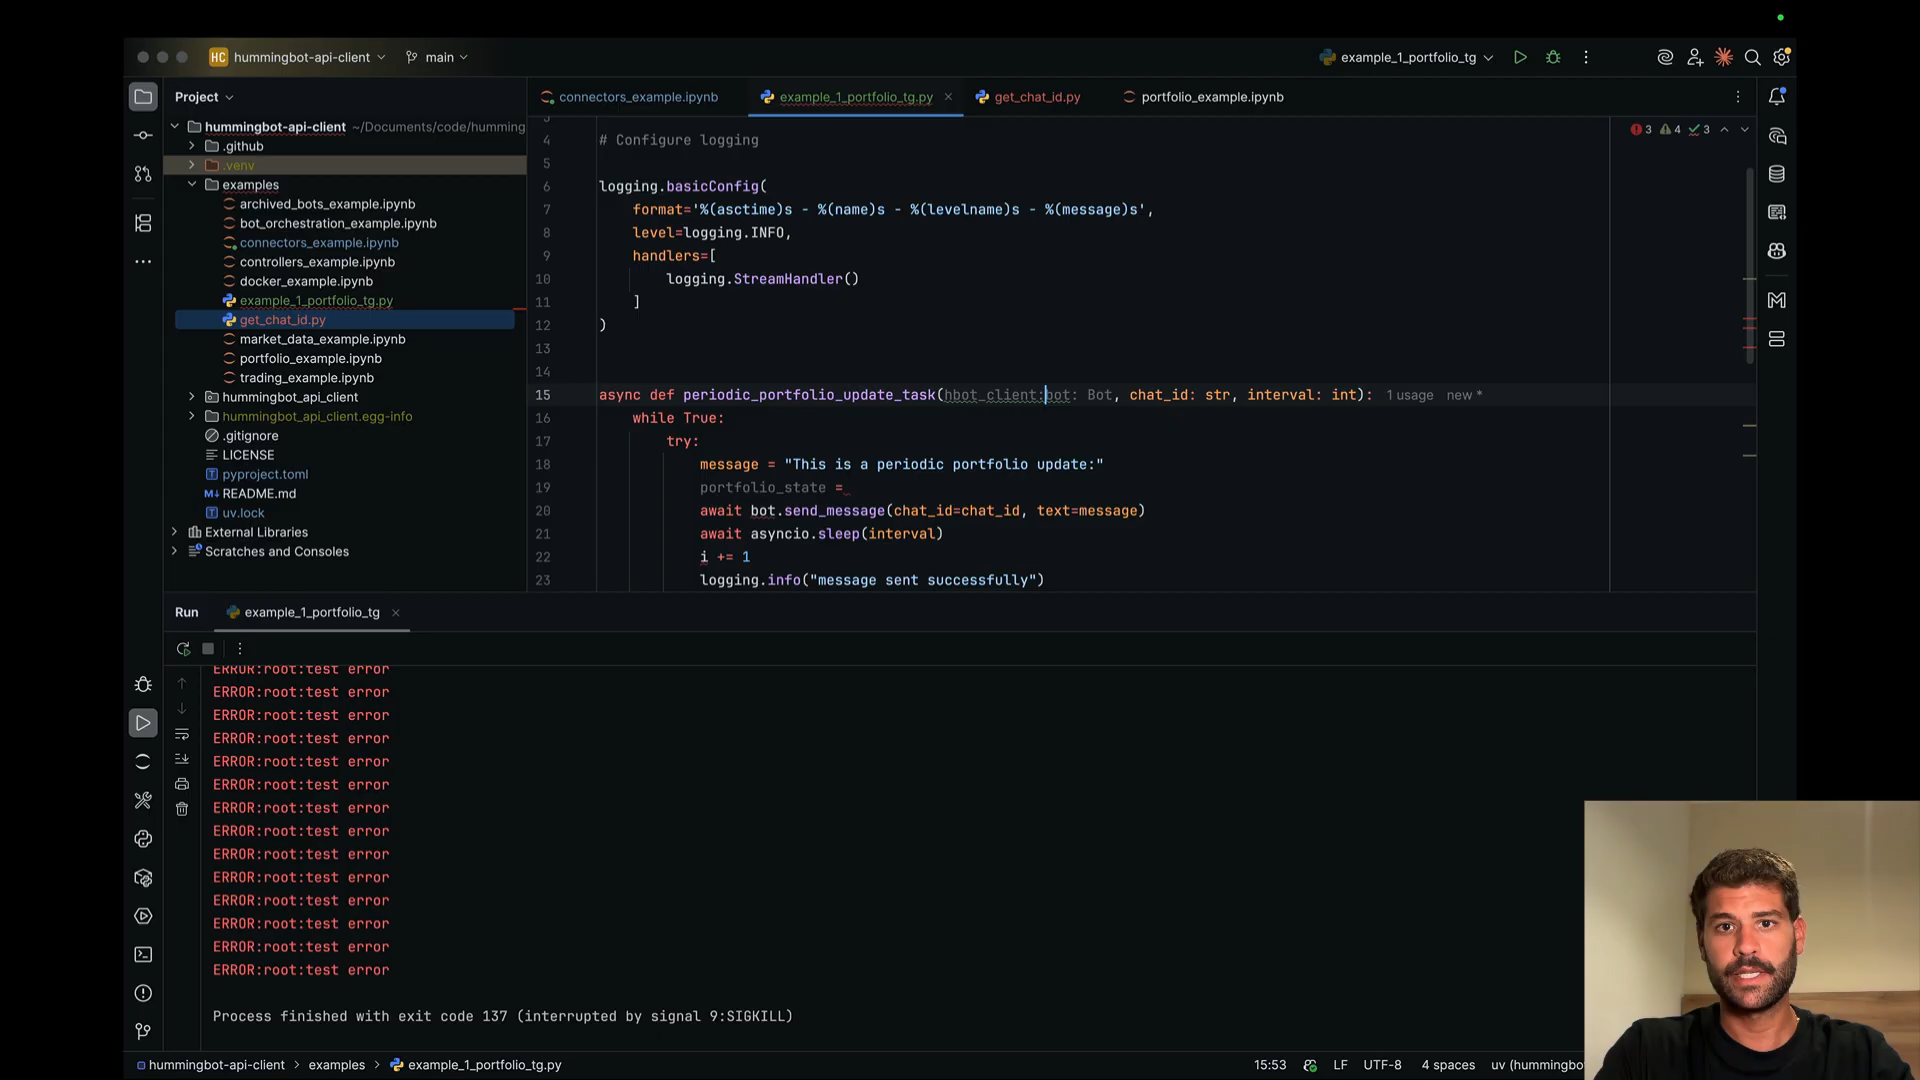 HC hummingbot-api-client main example_1_portfolio_tg
Project
connectors_example.ipynb example_1_portfolio_tg.py get_chat_id.py portfolio_example.ipynb
hummingbot-api-client ~/Documents/code/humming
.github
.venv
examples
archived_bots_example.ipynb
bot_orchestration_example.ipynb
connectors_example.ipynb
controllers_example.ipynb
docker_example.ipynb
example_1_portfolio_tg.py
get_chat_id.py
market_data_example.ipynb
portfolio_example.ipynb
trading_example.ipynb
hummingbot_api_client
hummingbot_api_client.egg-info
.gitignore
LICENSE
pyproject.toml
README.md
uv.lock
External Libraries
Scratches and Consoles
3 4 3
4 # Configure logging
5
6 logging.basicConfig(
7 format='%(asctime)s - %(name)s - %(levelname)s - %(message)s',
8 level=logging.INFO,
9 handlers=[
10 logging.StreamHandler()
11 ]
12 )
13
14
15 async def periodic_portfolio_update_task(hbot_client:bot: Bot, chat_id: str, interval: int): 1 usage new *
16 while True:
17 try:
18 message = "This is a periodic portfolio update:"
19 portfolio_state =
20 await bot.send_message(chat_id=chat_id, text=message)
21 await asyncio.sleep(interval)
22 i += 1
23 logging.info("message sent successfully")
Run example_1_portfolio_tg
ERROR:root:test error
ERROR:root:test error
ERROR:root:test error
ERROR:root:test error
ERROR:root:test error
ERROR:root:test error
ERROR:root:test error
ERROR:root:test error
ERROR:root:test error
ERROR:root:test error
ERROR:root:test error
ERROR:root:test error
ERROR:root:test error
ERROR:root:test error
Process finished with exit code 137 (interrupted by signal 9:SIGKILL)
hummingbot-api-client > examples > example_1_portfolio_tg.py 15:53 LF UTF-8 4 spaces uv (hummingbo